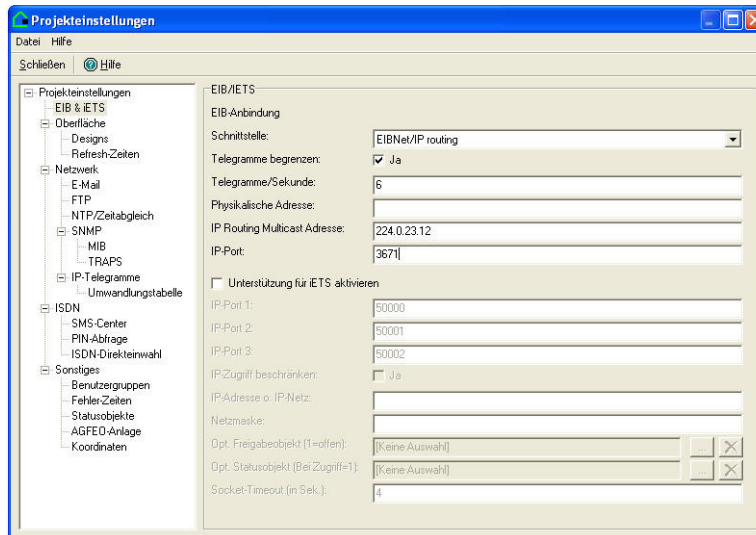 Projekteinstellungen
Datei Hilfe
Schließen Hilfe
Projekteinstellungen
EIB & iETS
Oberfläche
Designs
Refresh-Zeiten
Netzwerk
E-Mail
FTP
NTP/Zeitabgleich
SNMP
MIB
TRAPS
IP-Telegramme
Umwandlungstabelle
ISDN
SMS-Center
PIN-Abfrage
ISDN-Direkteinwahl
Sonstiges
Benutzergruppen
Fehler-Zeiten
Statusobjekte
AGFEO-Anlage
Koordinaten
EIB/IETS
EIB-Anbindung
Schnittstelle: EIBNet/IP routing
Telegramme begrenzen: Ja
Telegramme/Sekunde: 6
Physikalische Adresse:
IP Routing Multicast Adresse: 224.0.23.12
IP-Port: 3671
Unterstützung für iETS aktivieren
IP-Port 1: 50000
IP-Port 2: 50001
IP-Port 3: 50002
IP-Zugriff beschränken: Ja
IP-Adresse o. IP-Netz:
Netzmaske:
Opt. Freigabeobjekt (1=offen): [Keine Auswahl] ...
Opt. Statusobjekt (Bei Zugriff=1): [Keine Auswahl] ...
Socket-Timeout (in Sek.): 4